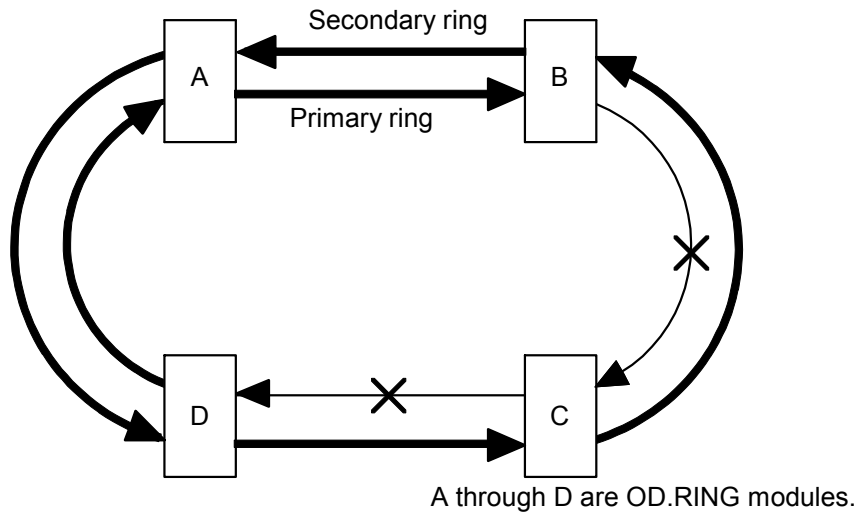 Secondary ring
A
B
Primary ring
D
C
A through D are OD.RING modules.